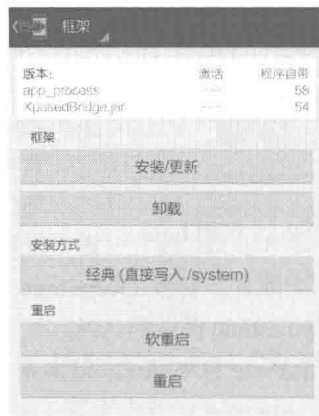 框架
版本： 激活 程序自带
app_process --- 58
XposedBridge.jar --- 54
框架
安装/更新
卸载
安装方式
经典 (直接写入 /system)
重启
软重启
重启